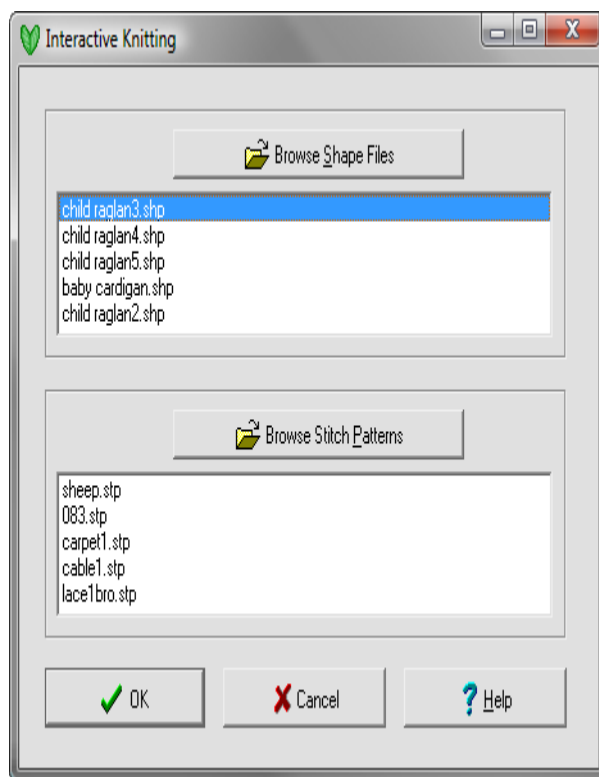 Interactive Knitting
Browse Shape Files
child raglan3.shp
child raglan4.shp
child raglan5.shp
baby cardigan.shp
child raglan2.shp
Browse Stitch Patterns
sheep.stp
083.stp
carpet1.stp
cable1.stp
lace1bro.stp
OK Cancel Help